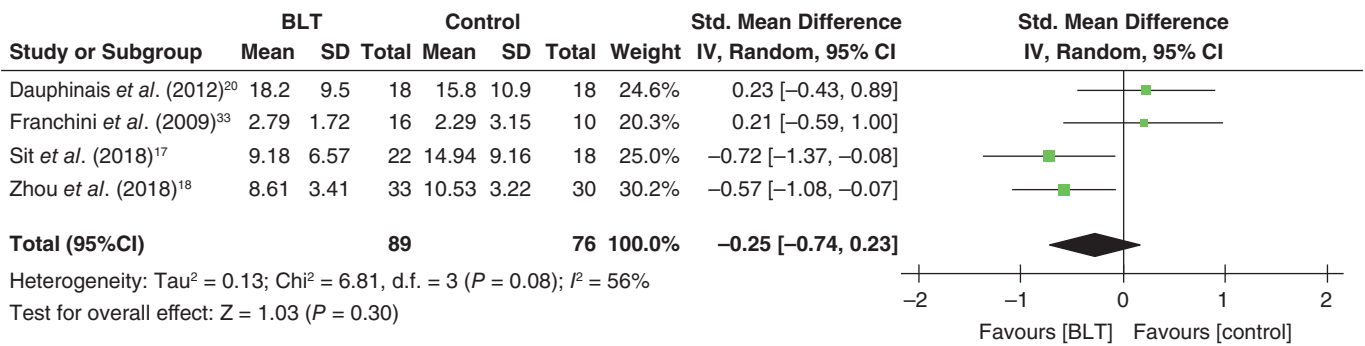 BLT Control Std. Mean Difference Std. Mean Difference
Study or Subgroup Mean SD Total Mean SD Total Weight IV, Random, 95% CI IV, Random, 95% CI
Dauphinais et al. (2012)²⁰ 18.2 9.5 18 15.8 10.9 18 24.6% 0.23 [–0.43, 0.89]
Franchini et al. (2009)³³ 2.79 1.72 16 2.29 3.15 10 20.3% 0.21 [–0.59, 1.00]
Sit et al. (2018)¹⁷ 9.18 6.57 22 14.94 9.16 18 25.0% –0.72 [–1.37, –0.08]
Zhou et al. (2018)¹⁸ 8.61 3.41 33 10.53 3.22 30 30.2% –0.57 [–1.08, –0.07]
Total (95%CI) 89 76 100.0% –0.25 [–0.74, 0.23]
Heterogeneity: Tau² = 0.13; Chi² = 6.81, d.f. = 3 (P = 0.08); I² = 56%
Test for overall effect: Z = 1.03 (P = 0.30)
–2 –1 0 1 2
Favours [BLT] Favours [control]